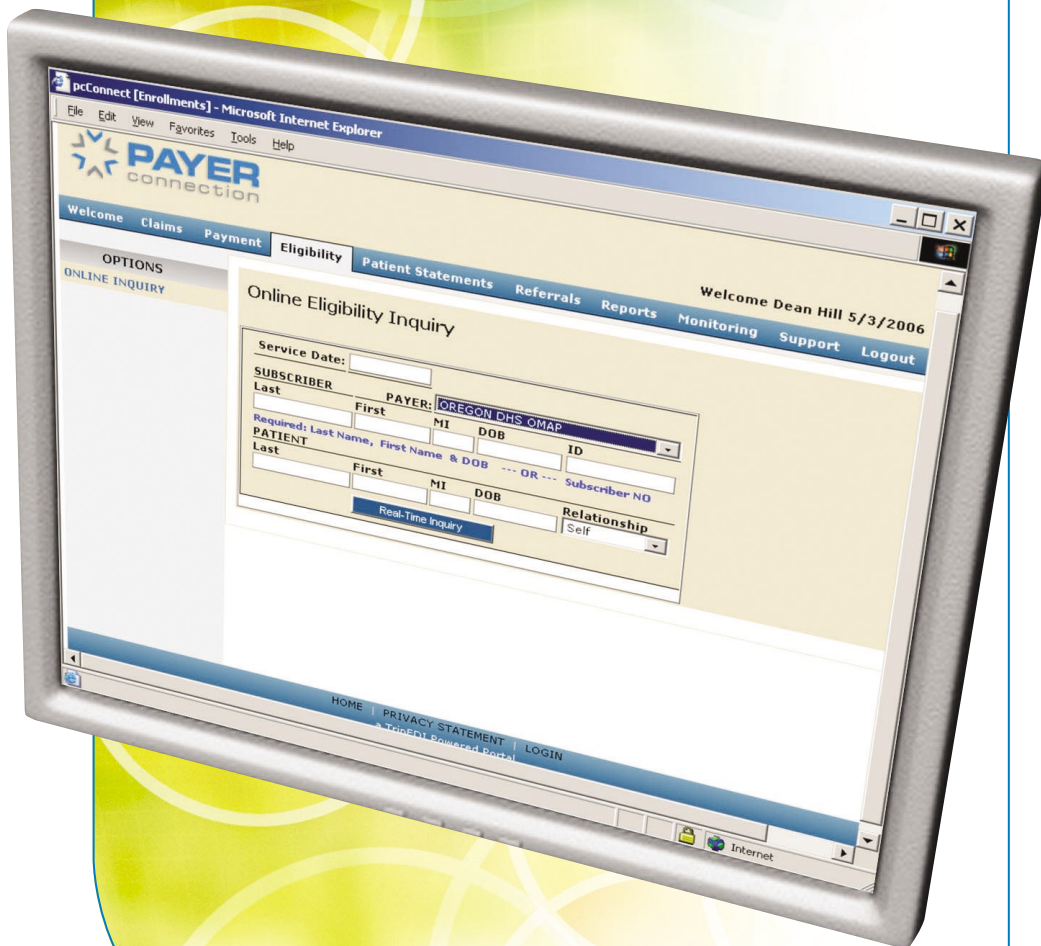 pcConnect [Enrollments] - Microsoft Internet Explorer
File Edit View Favorites Tools Help
PAYER
connection
Welcome Dean Hill 5/3/2006
Welcome Claims Payment Eligibility Patient Statements Referrals Reports Monitoring Support Logout
OPTIONS
ONLINE INQUIRY
Online Eligibility Inquiry
Service Date:
SUBSCRIBER PAYER: OREGON DHS OMAP
Last First MI DOB ID
Required: Last Name, First Name & DOB --- OR --- Subscriber NO
PATIENT
Last First MI DOB Relationship
Self
Real-Time Inquiry
HOME | PRIVACY STATEMENT | LOGIN
a TripEDI Powered Portal
Internet